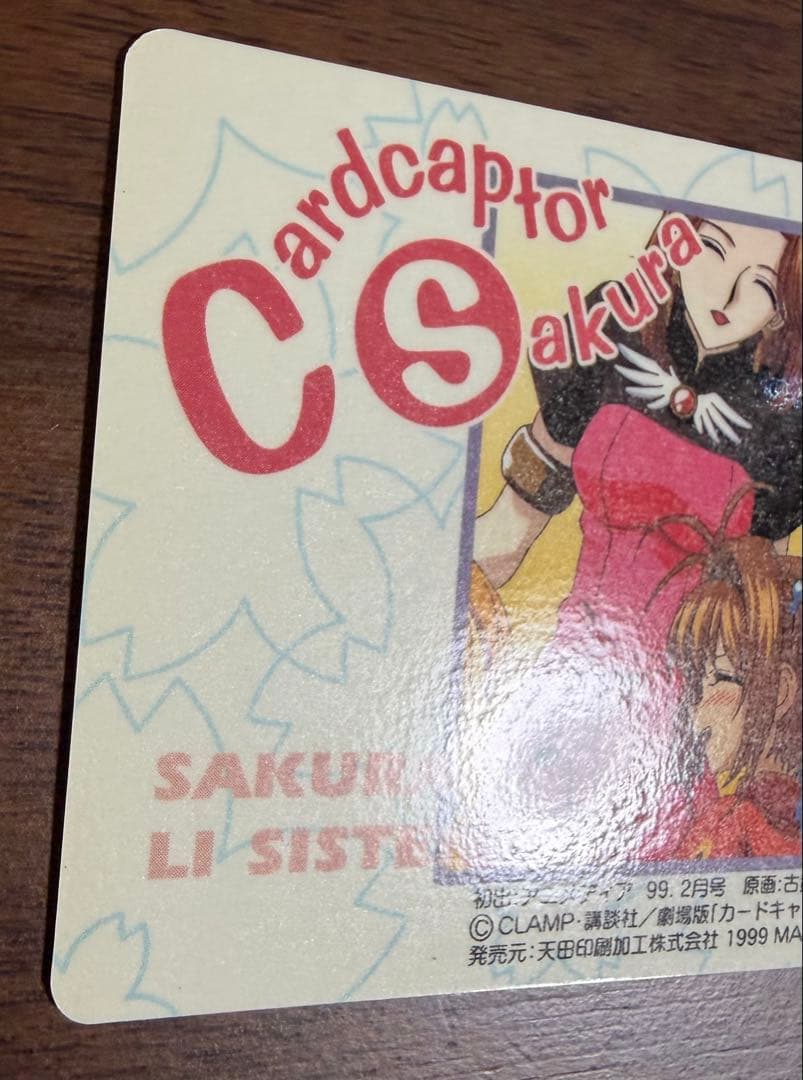 Cardcaptor
Sakura
SAKURA
LI SISTE
初出:アニメディア 99. 2月号 原画:古
©CLAMP・講談社／劇場版「カードキャ
発売元:天田印刷加工株式会社 1999 MA